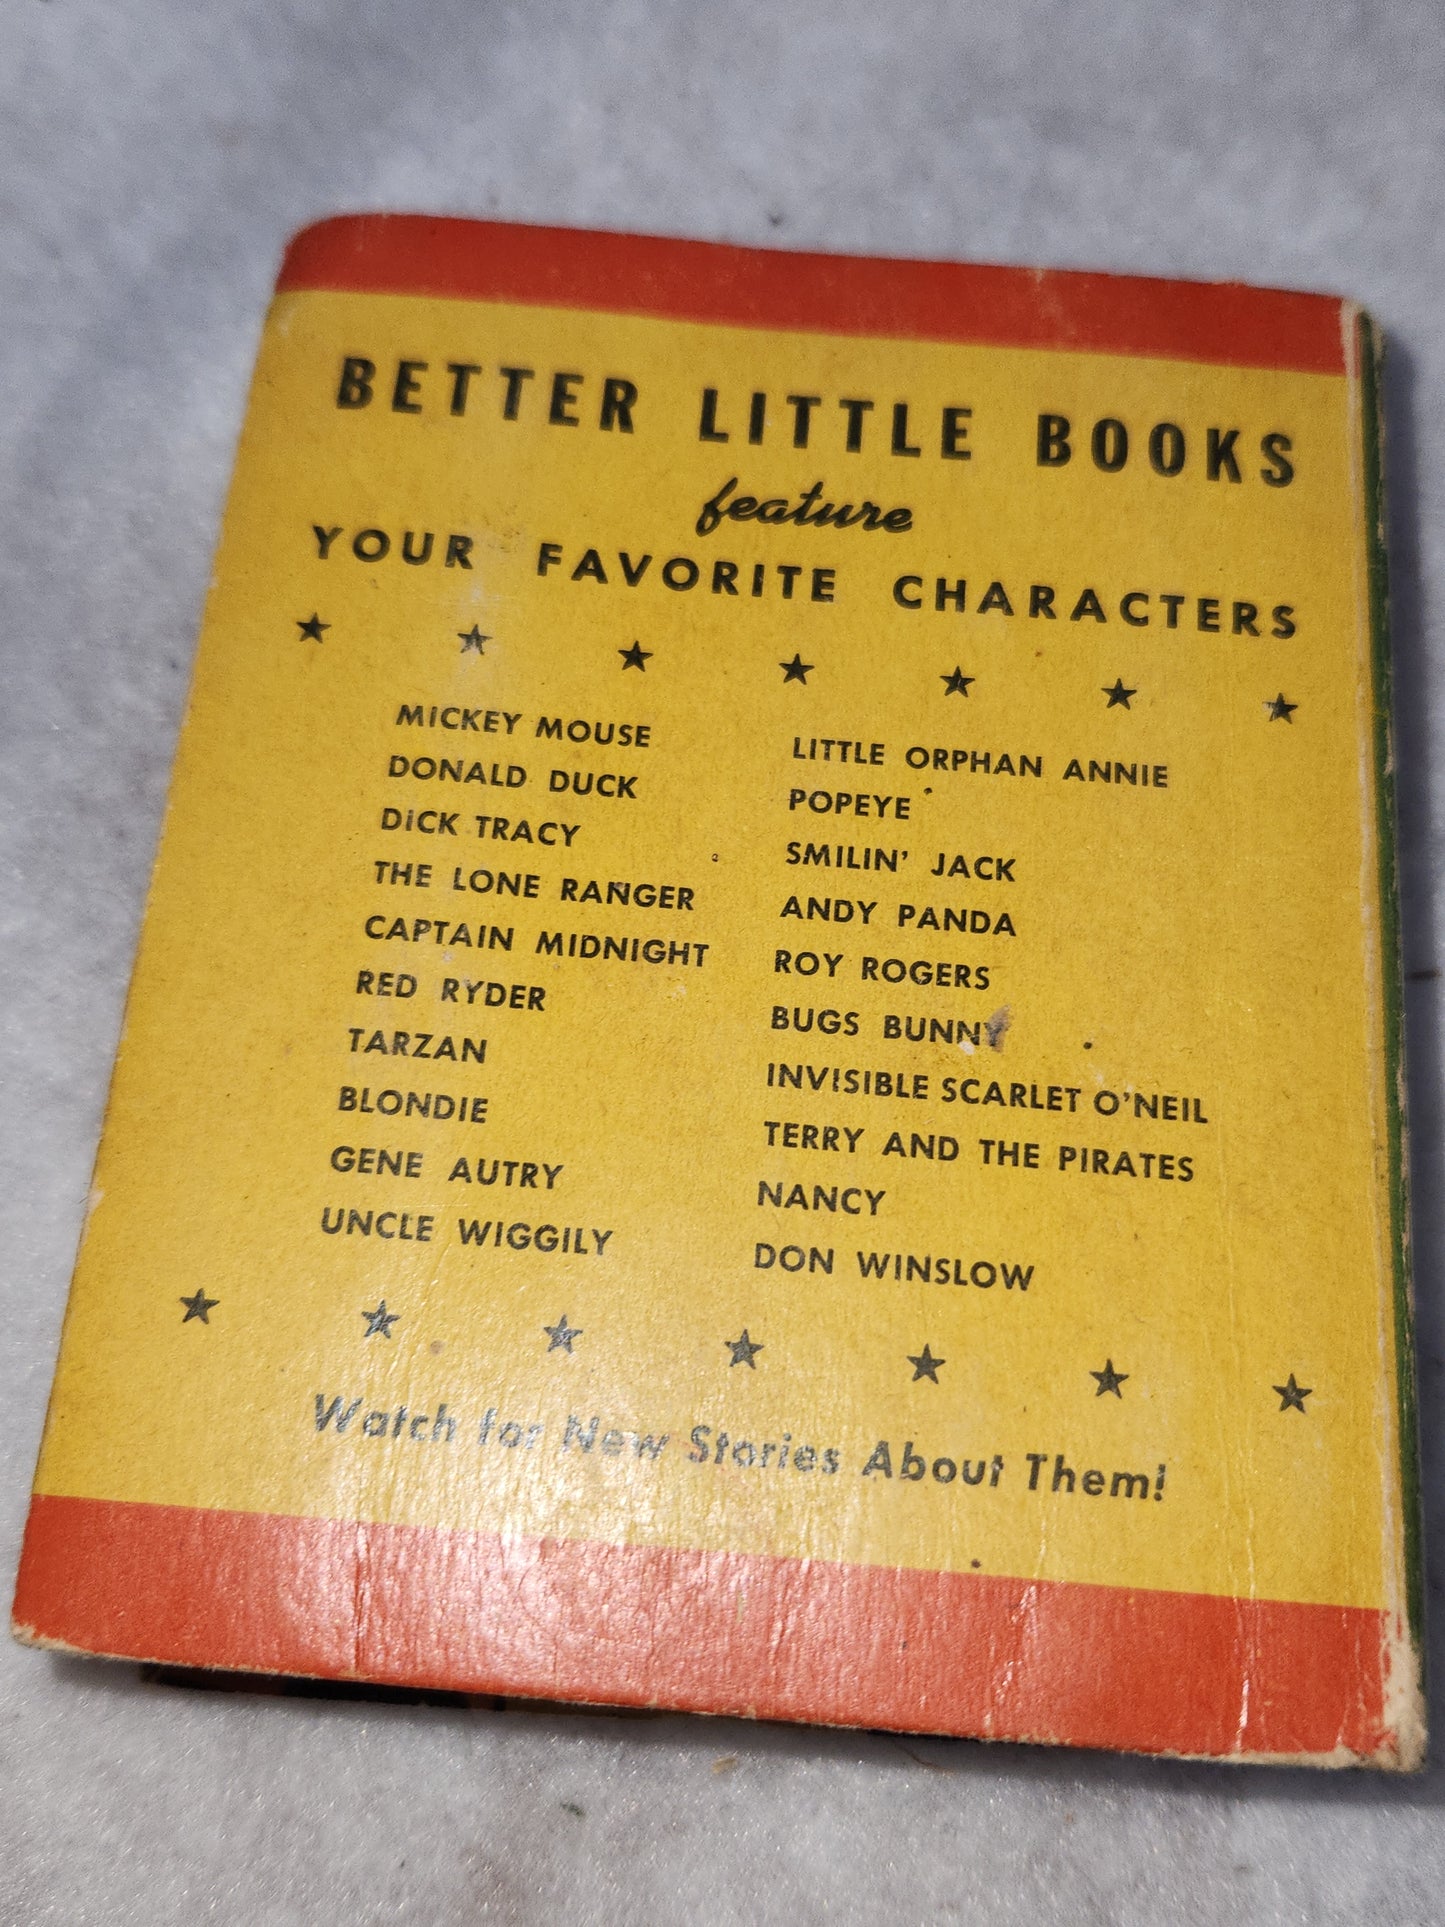 BETTER LITTLE BOOKS
feature
YOUR FAVORITE CHARACTERS
MICKEY MOUSE
DONALD DUCK
DICK TRACY
THE LONE RANGER
CAPTAIN MIDNIGHT
RED RYDER
TARZAN
BLONDIE
GENE AUTRY
UNCLE WIGGILY
LITTLE ORPHAN ANNIE
POPEYE
SMILIN' JACK
ANDY PANDA
ROY ROGERS
BUGS BUNNY
INVISIBLE SCARLET O'NEIL
TERRY AND THE PIRATES
NANCY
DON WINSLOW
Watch for New Stories About Them!